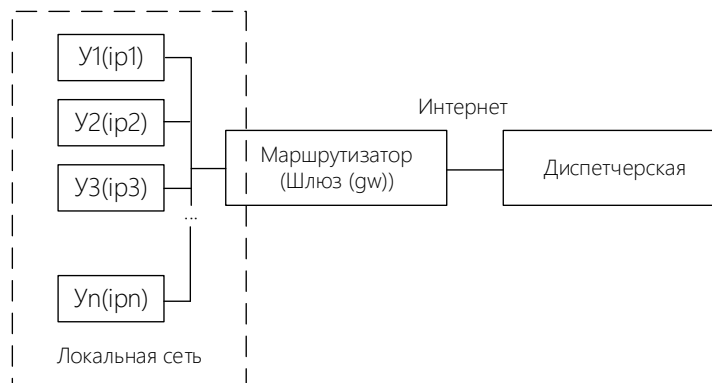 У1(ip1)
У2(ip2)
У3(ip3)
...
Уn(ipn)
Локальная сеть
Маршрутизатор
(Шлюз (gw))
Интернет
Диспетчерская